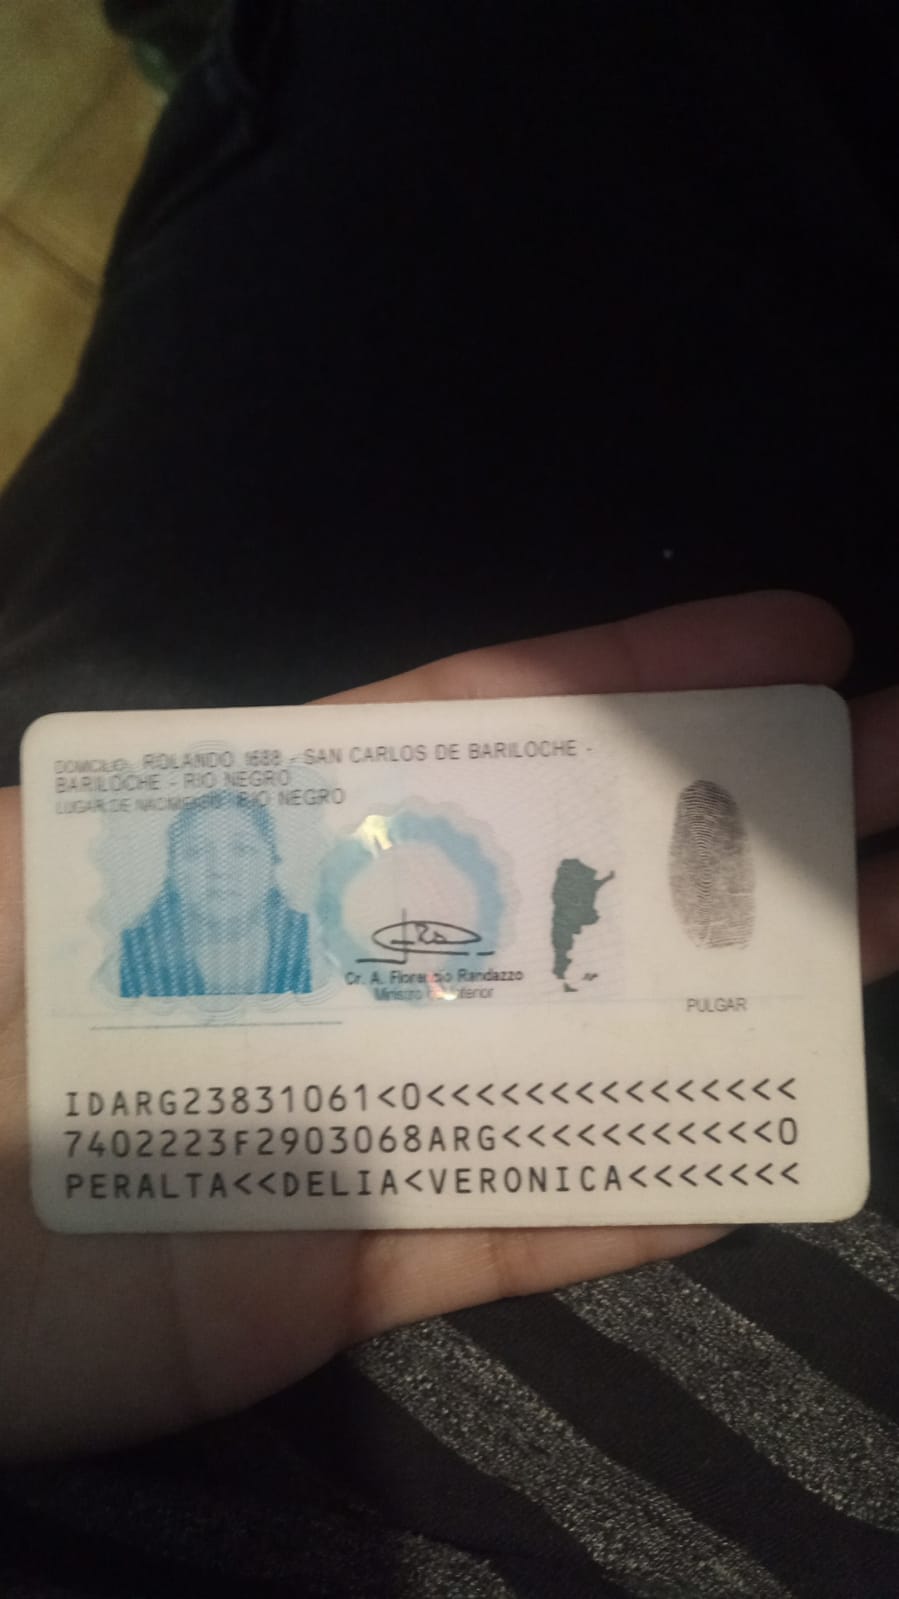 DOMICILIO: ROLANDO 1688 - SAN CARLOS DE BARILOCHE -
BARILOCHE - RIO NEGRO
LUGAR DE NACIMIENTO: RIO NEGRO
Cr. A. Florencio Randazzo
Ministro del Interior
PULGAR
IDARG23831061<0<<<<<<<<<<<<<<<
7402223F2903068ARG<<<<<<<<<<<0
PERALTA<<DELIA<VERONICA<<<<<<<